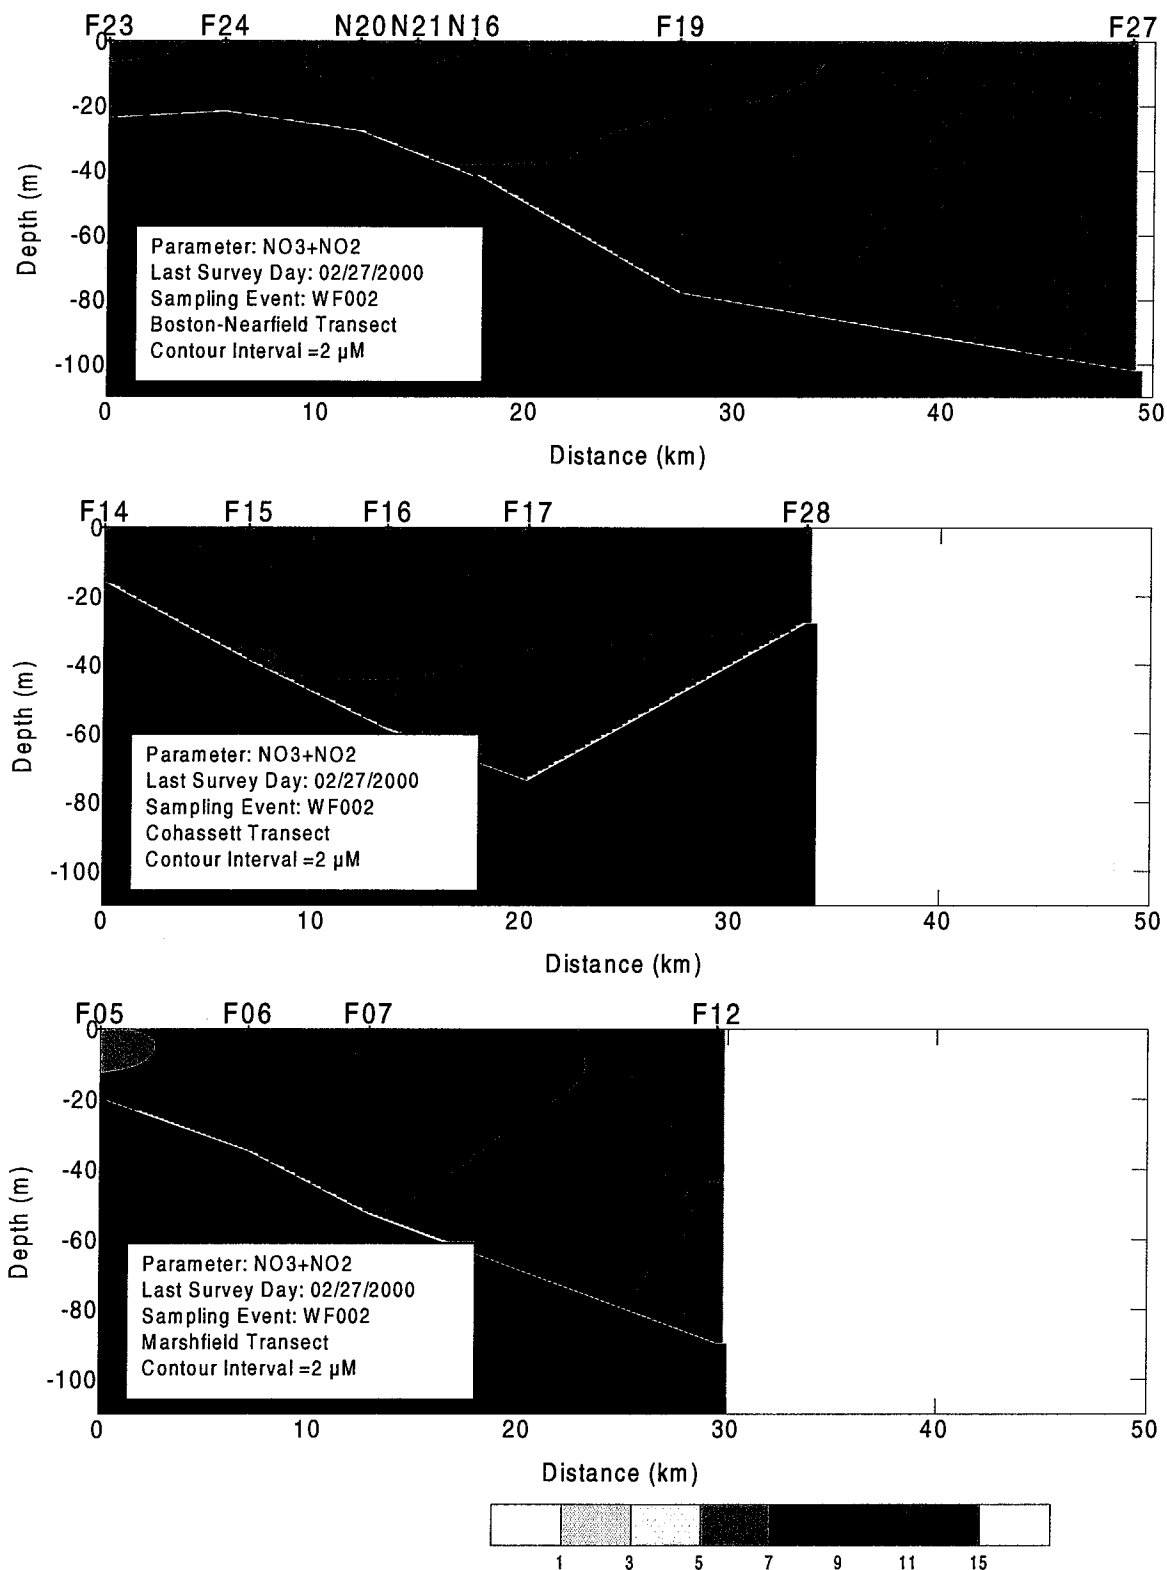 F23 F24 N20 N21 N16 F19 F27
0
-20
-40
-60
-80
-100
Depth (m)
Parameter: NO3+NO2
Last Survey Day: 02/27/2000
Sampling Event: WF002
Boston-Nearfield Transect
Contour Interval =2 µM
0 10 20 30 40 50
Distance (km)
F14 F15 F16 F17 F28
0
-20
-40
-60
-80
-100
Depth (m)
Parameter: NO3+NO2
Last Survey Day: 02/27/2000
Sampling Event: WF002
Cohassett Transect
Contour Interval =2 µM
0 10 20 30 40 50
Distance (km)
F05 F06 F07 F12
0
-20
-40
-60
-80
-100
Depth (m)
Parameter: NO3+NO2
Last Survey Day: 02/27/2000
Sampling Event: WF002
Marshfield Transect
Contour Interval =2 µM
0 10 20 30 40 50
Distance (km)
1 3 5 7 9 11 15